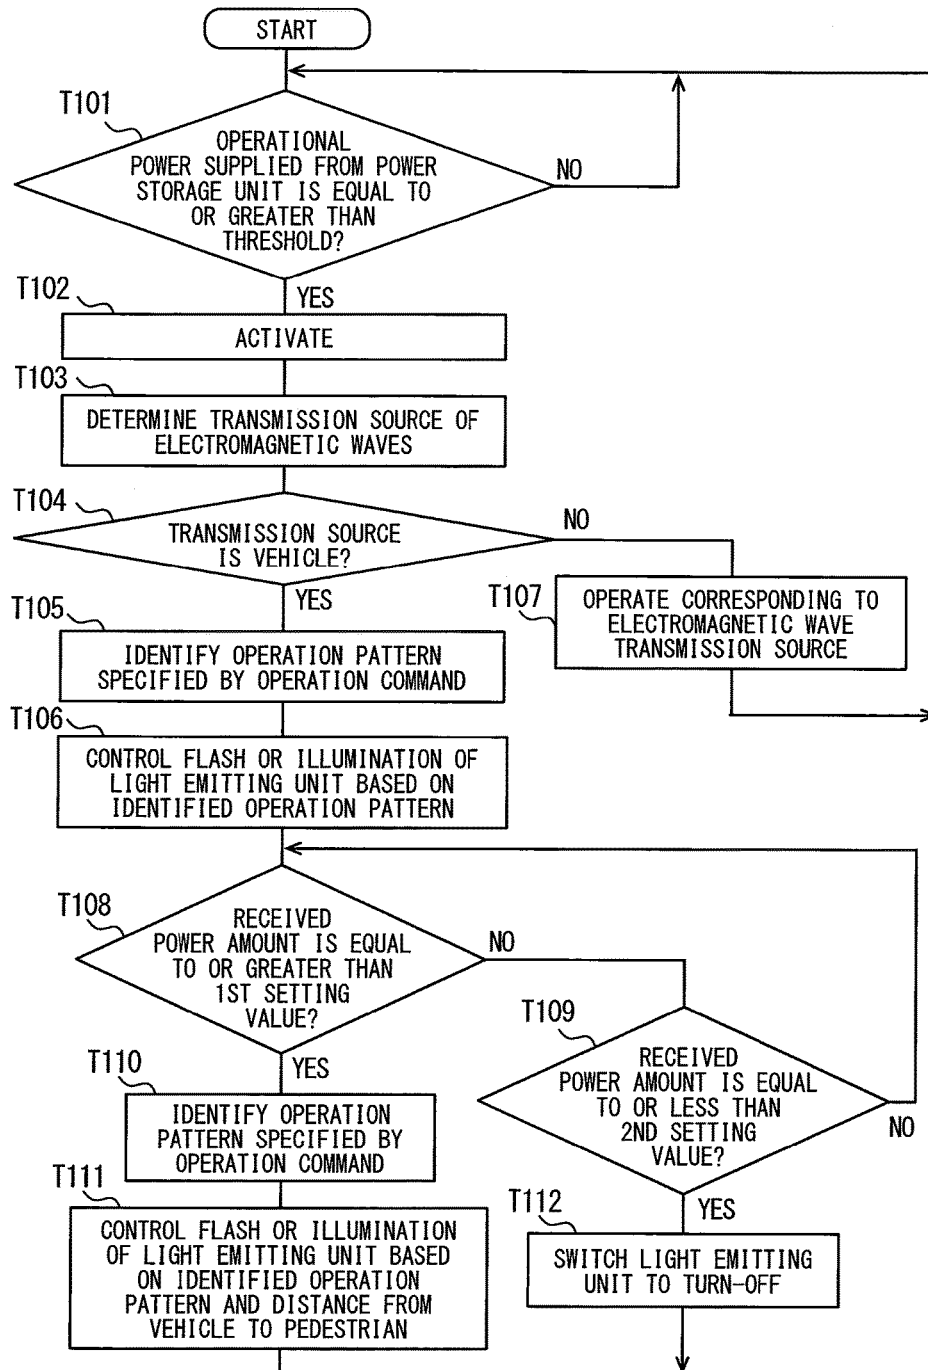 START
T101
OPERATIONAL
POWER SUPPLIED FROM POWER
STORAGE UNIT IS EQUAL TO
OR GREATER THAN
THRESHOLD?
NO
YES
T102
ACTIVATE
T103
DETERMINE TRANSMISSION SOURCE OF
ELECTROMAGNETIC WAVES
T104
TRANSMISSION SOURCE
IS VEHICLE?
NO
YES
T107
OPERATE CORRESPONDING TO
ELECTROMAGNETIC WAVE
TRANSMISSION SOURCE
T105
IDENTIFY OPERATION PATTERN
SPECIFIED BY OPERATION COMMAND
T106
CONTROL FLASH OR ILLUMINATION OF
LIGHT EMITTING UNIT BASED ON
IDENTIFIED OPERATION PATTERN
T108
RECEIVED
POWER AMOUNT IS EQUAL
TO OR GREATER THAN
1ST SETTING
VALUE?
NO
YES
T109
RECEIVED
POWER AMOUNT IS EQUAL
TO OR LESS THAN
2ND SETTING
VALUE?
NO
YES
T110
IDENTIFY OPERATION
PATTERN SPECIFIED BY
OPERATION COMMAND
T111
CONTROL FLASH OR ILLUMINATION
OF LIGHT EMITTING UNIT BASED
ON IDENTIFIED OPERATION
PATTERN AND DISTANCE FROM
VEHICLE TO PEDESTRIAN
T112
SWITCH LIGHT EMITTING
UNIT TO TURN-OFF